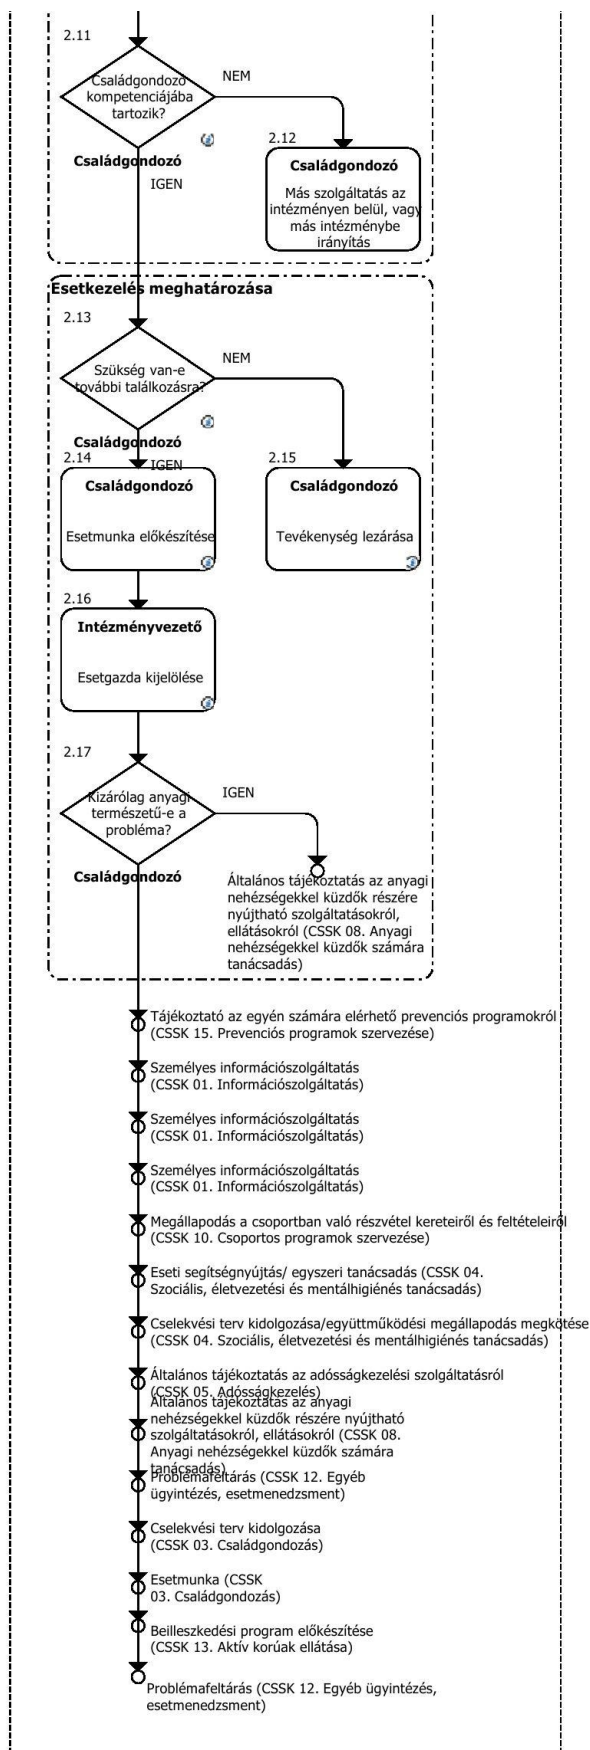 2.11
Családgondozó
kompetenciájába
tartozik?
NEM
Családgondozó
IGEN
2.12
Családgondozó
Más szolgáltatás az
intézményen belül, vagy
más intézménybe
irányítás
Esetkezelés meghatározása
2.13
Szükség van-e
további találkozásra?
NEM
Családgondozó
IGEN
2.14
Családgondozó
Esetmunka előkészítése
2.15
Családgondozó
Tevékenység lezárása
2.16
Intézményvezető
Esetgazda kijelölése
2.17
Kizárólag anyagi
természetű-e a
probléma?
IGEN
Családgondozó
Általános tájékoztatás az anyagi
nehézségekkel küzdők részére
nyújtható szolgáltatásokról,
ellátásokról (CSSK 08. Anyagi
nehézségekkel küzdők számára
tanácsadás)
Tájékoztató az egyén számára elérhető prevenciós programokról
(CSSK 15. Prevenciós programok szervezése)
Személyes információszolgáltatás
(CSSK 01. Információszolgáltatás)
Személyes információszolgáltatás
(CSSK 01. Információszolgáltatás)
Személyes információszolgáltatás
(CSSK 01. Információszolgáltatás)
Megállapodás a csoportban való részvétel kereteiről és feltételeiről
(CSSK 10. Csoportos programok szervezése)
Eseti segítségnyújtás/ egyszeri tanácsadás (CSSK 04.
Szociális, életvezetési és mentálhigiénés tanácsadás)
Cselekvési terv kidolgozása/együttműködési megállapodás megkötése
(CSSK 04. Szociális, életvezetési és mentálhigiénés tanácsadás)
Általános tájékoztatás az adósságkezelési szolgáltatásról
(CSSK 05. Adósságkezelés)
Általános tájékoztatás az anyagi
nehézségekkel küzdők részére nyújtható
szolgáltatásokról, ellátásokról (CSSK 08.
Anyagi nehézségekkel küzdők számára
tanácsadás)
Problémafeltárás (CSSK 12. Egyéb
ügyintézés, esetmenedzsment)
Cselekvési terv kidolgozása
(CSSK 03. Családgondozás)
Esetmunka (CSSK
03. Családgondozás)
Beilleszkedési program előkészítése
(CSSK 13. Aktív korúak ellátása)
Problémafeltárás (CSSK 12. Egyéb ügyintézés,
esetmenedzsment)